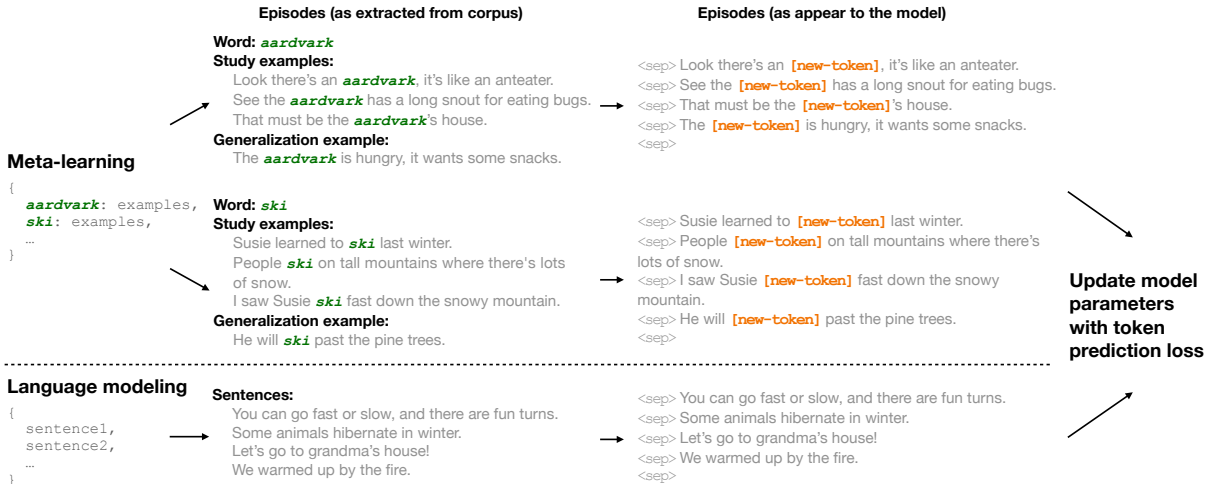 Episodes (as extracted from corpus)
Episodes (as appear to the model)
Meta-learning
{
aardvark: examples,
ski: examples,
…
}
Word: aardvark
Study examples:
Look there's an aardvark, it's like an anteater.
See the aardvark has a long snout for eating bugs.
That must be the aardvark's house.
Generalization example:
The aardvark is hungry, it wants some snacks.
<sep> Look there's an [new-token], it's like an anteater.
<sep> See the [new-token] has a long snout for eating bugs.
<sep> That must be the [new-token]'s house.
<sep> The [new-token] is hungry, it wants some snacks.
<sep>
Word: ski
Study examples:
Susie learned to ski last winter.
People ski on tall mountains where there's lots
of snow.
I saw Susie ski fast down the snowy mountain.
Generalization example:
He will ski past the pine trees.
<sep> Susie learned to [new-token] last winter.
<sep> People [new-token] on tall mountains where there's
lots of snow.
<sep> I saw Susie [new-token] fast down the snowy
mountain.
<sep> He will [new-token] past the pine trees.
<sep>
Update model
parameters
with token
prediction loss
Language modeling
{
sentence1,
sentence2,
…
}
Sentences:
You can go fast or slow, and there are fun turns.
Some animals hibernate in winter.
Let's go to grandma's house!
We warmed up by the fire.
<sep> You can go fast or slow, and there are fun turns.
<sep> Some animals hibernate in winter.
<sep> Let's go to grandma's house!
<sep> We warmed up by the fire.
<sep>